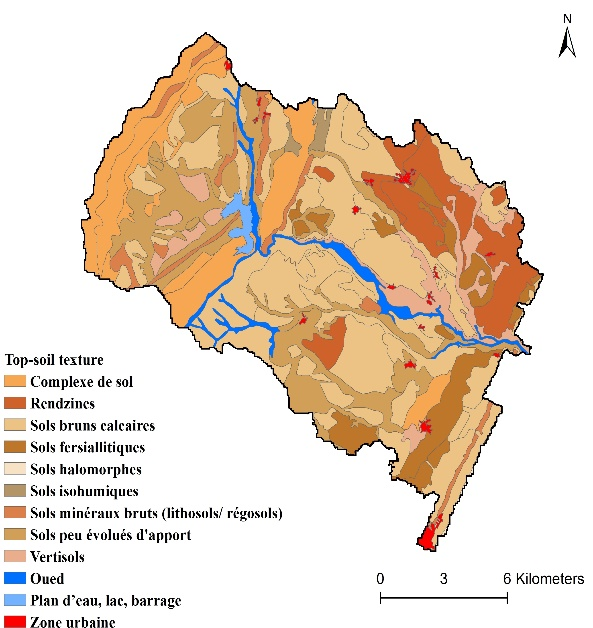 N
Top-soil texture
Complexe de sol
Rendzines
Sols bruns calcaires
Sols fersiallitiques
Sols halomorphes
Sols isohumiques
Sols minéraux bruts (lithosols/ régosols)
Sols peu évolués d'apport
Vertisols
Oued
Plan d’eau, lac, barrage
Zone urbaine
0 3 6 Kilometers